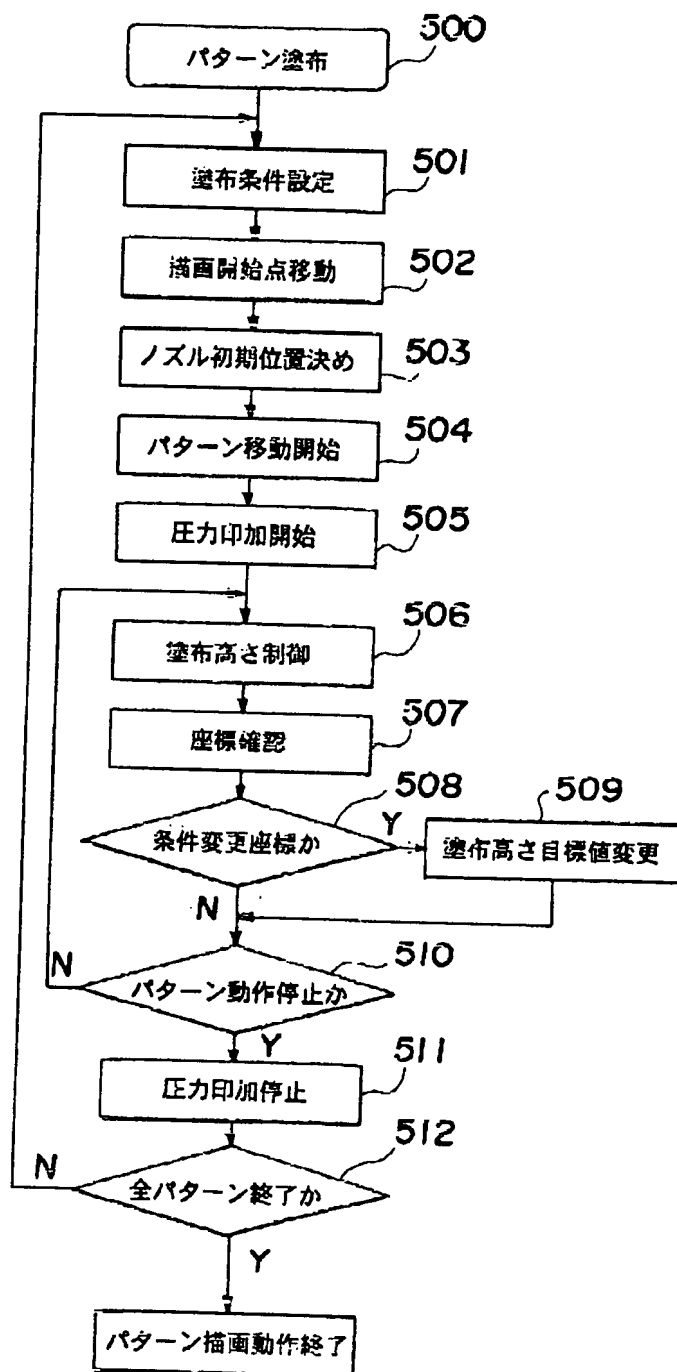 パターン塗布
500
塗布条件設定
501
描画開始点移動
502
ノズル初期位置決め
503
パターン移動開始
504
圧力印加開始
505
塗布高さ制御
506
座標確認
507
条件変更座標か
508
Y
塗布高さ目標値変更
509
N
パターン動作停止か
510
N
Y
圧力印加停止
511
全パターン終了か
512
N
Y
パターン描画動作終了